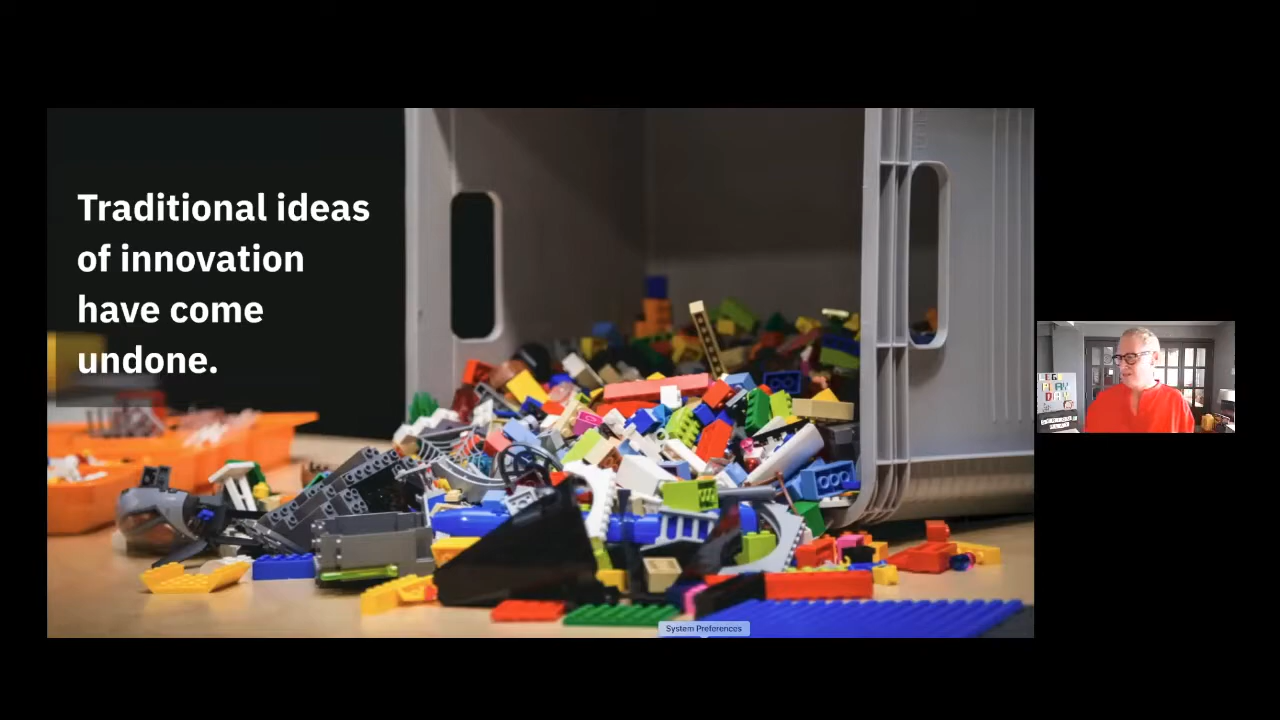 Traditional ideas
of innovation
have come
undone.
System Preferences